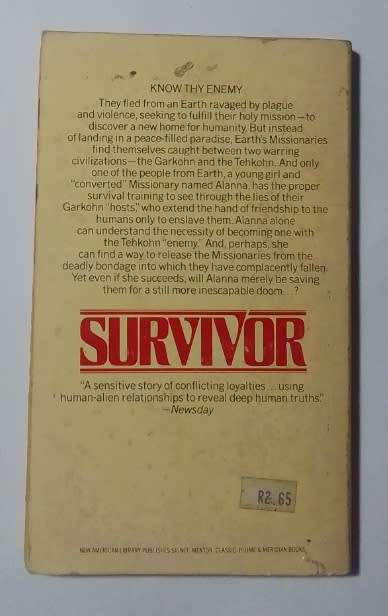 KNOW THY ENEMY
They fled from an Earth ravaged by plague
and violence, seeking to fulfill their holy mission—to
discover a new home for humanity. But instead
of landing in a peace-filled paradise, Earth's Missionaries
find themselves caught between two warring
civilizations—the Garkohn and the Tehkohn. And only
one of the people from Earth, a young girl and
"converted" Missionary named Alanna, has the proper
survival training to see through the lies of their
Garkohn "hosts," who extend the hand of friendship to the
humans only to enslave them. Alanna alone
can understand the necessity of becoming one with
the Tehkohn "enemy." And, perhaps, she
can find a way to release the Missionaries from the
deadly bondage into which they have complacently fallen.
Yet even if she succeeds, will Alanna merely be saving
them for a still more inescapable doom...?
SURVIVOR
"A sensitive story of conflicting loyalties...using
human-alien relationships to reveal deep human truths."
—Newsday
R2.65
NEW AMERICAN LIBRARY PUBLISHES SIGNET, MENTOR, CLASSIC, PLUME & MERIDIAN BOOKS